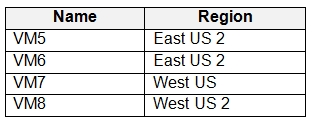 Name Region
VM5 East US 2
VM6 East US 2
VM7 West US
VM8 West US 2